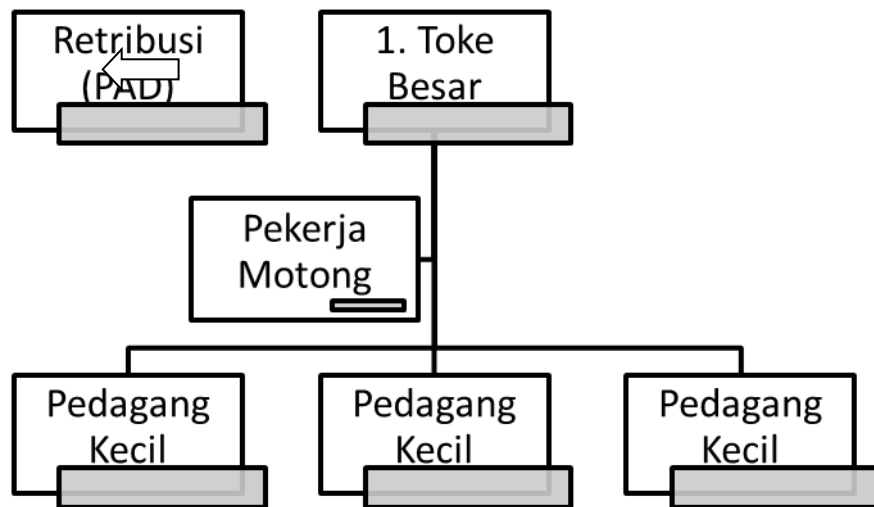 Retribusi
(PAD)
1. Toke
Besar
Pekerja
Motong
Pedagang
Kecil
Pedagang
Kecil
Pedagang
Kecil